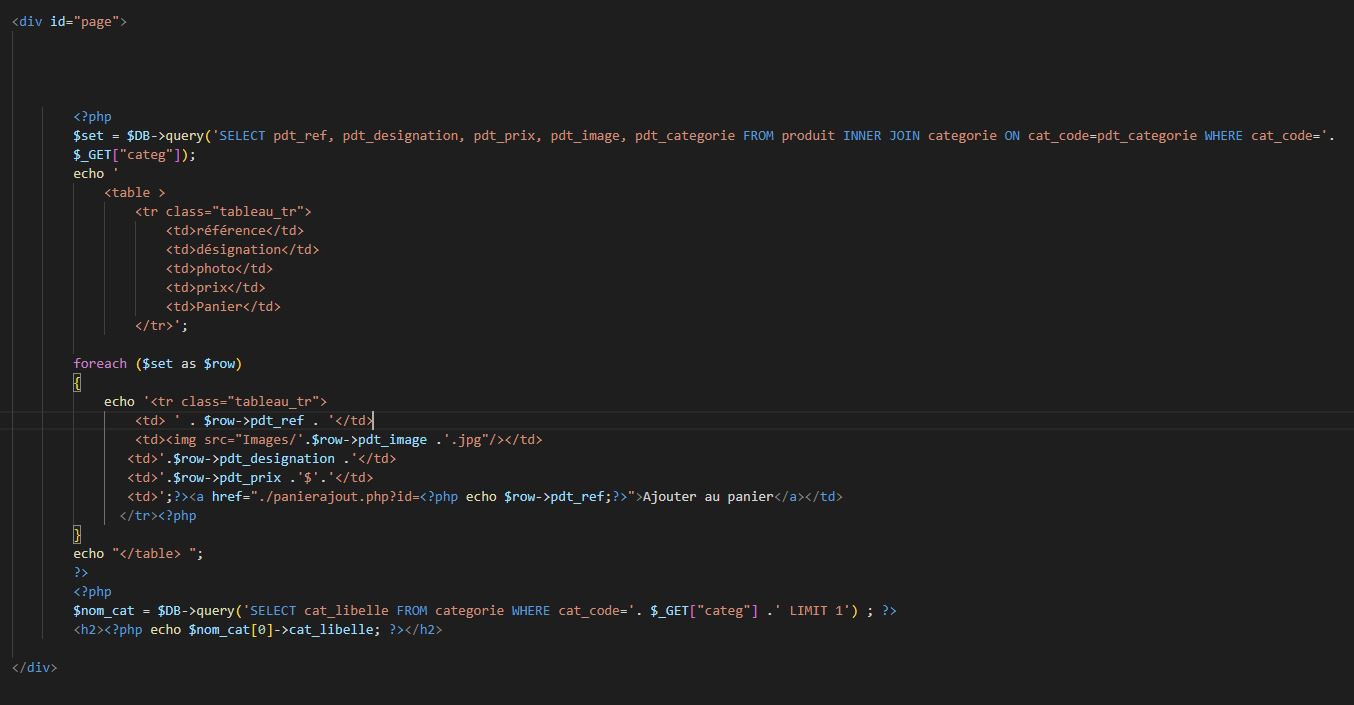 <div id="page">
<?php
$set = $DB->query('SELECT pdt_ref, pdt_designation, pdt_prix, pdt_image, pdt_categorie FROM produit INNER JOIN categorie ON cat_code=pdt_categorie WHERE cat_code='.
$_GET["categ"]);
echo '
<table >
<tr class="tableau_tr">
<td>référence</td>
<td>désignation</td>
<td>photo</td>
<td>prix</td>
<td>Panier</td>
</tr>';
foreach ($set as $row)
{
echo '<tr class="tableau_tr">
<td> ' . $row->pdt_ref . '</td>
<td><img src="Images/'.$row->pdt_image .'.jpg"/></td>
<td>'.$row->pdt_designation .'</td>
<td>'.$row->pdt_prix .'$'.'</td>
<td>';?><a href="./panierajout.php?id=<?php echo $row->pdt_ref;?>">Ajouter au panier</a></td>
</tr><?php
}
echo "</table> ";
?>
<?php
$nom_cat = $DB->query('SELECT cat_libelle FROM categorie WHERE cat_code='. $_GET["categ"] .' LIMIT 1') ; ?>
<h2><?php echo $nom_cat[0]->cat_libelle; ?></h2>
</div>